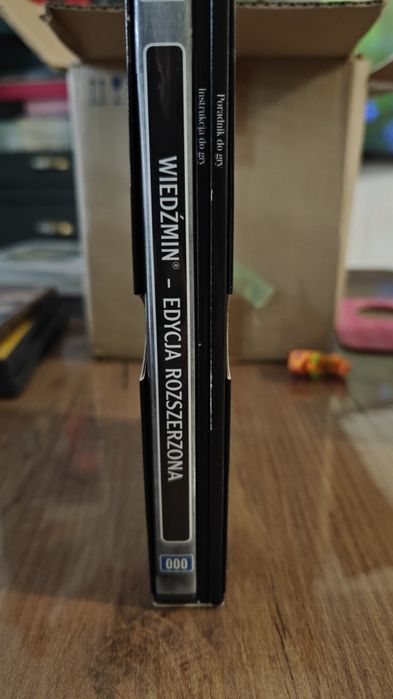 WIEDŹMIN® - EDYCJA ROZSZERZONA
000
Instrukcja do gry
Poradnik do gry